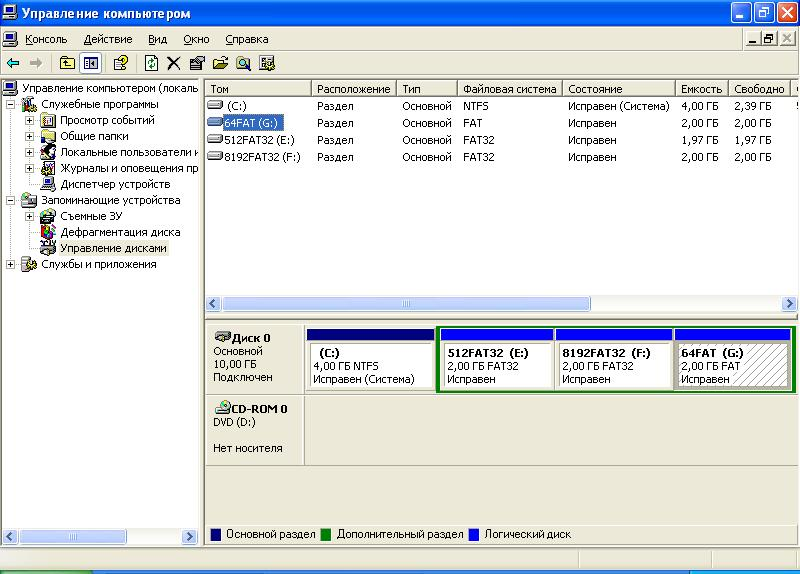 Управление компьютером
Консоль Действие Вид Окно Справка
Управление компьютером (локаль
Служебные программы
Просмотр событий
Общие папки
Локальные пользователи и
Журналы и оповещения пр
Диспетчер устройств
Запоминающие устройства
Съемные ЗУ
Дефрагментация диска
Управление дисками
Службы и приложения
Том Расположение Тип Файловая система Состояние Емкость Свободно
(C:) Раздел Основной NTFS Исправен (Система) 4,00 ГБ 2,39 ГБ
64FAT (G:) Раздел Основной FAT Исправен 2,00 ГБ 2,00 ГБ
512FAT32 (E:) Раздел Основной FAT32 Исправен 1,97 ГБ 1,97 ГБ
8192FAT32 (F:) Раздел Основной FAT32 Исправен 2,00 ГБ 2,00 ГБ
Диск 0
Основной
10,00 ГБ
Подключен
(C:)
4,00 ГБ NTFS
Исправен (Система)
512FAT32 (E:)
2,00 ГБ FAT32
Исправен
8192FAT32 (F:)
2,00 ГБ FAT32
Исправен
64FAT (G:)
2,00 ГБ FAT
Исправен
CD-ROM 0
DVD (D:)
Нет носителя
Основной раздел Дополнительный раздел Логический диск